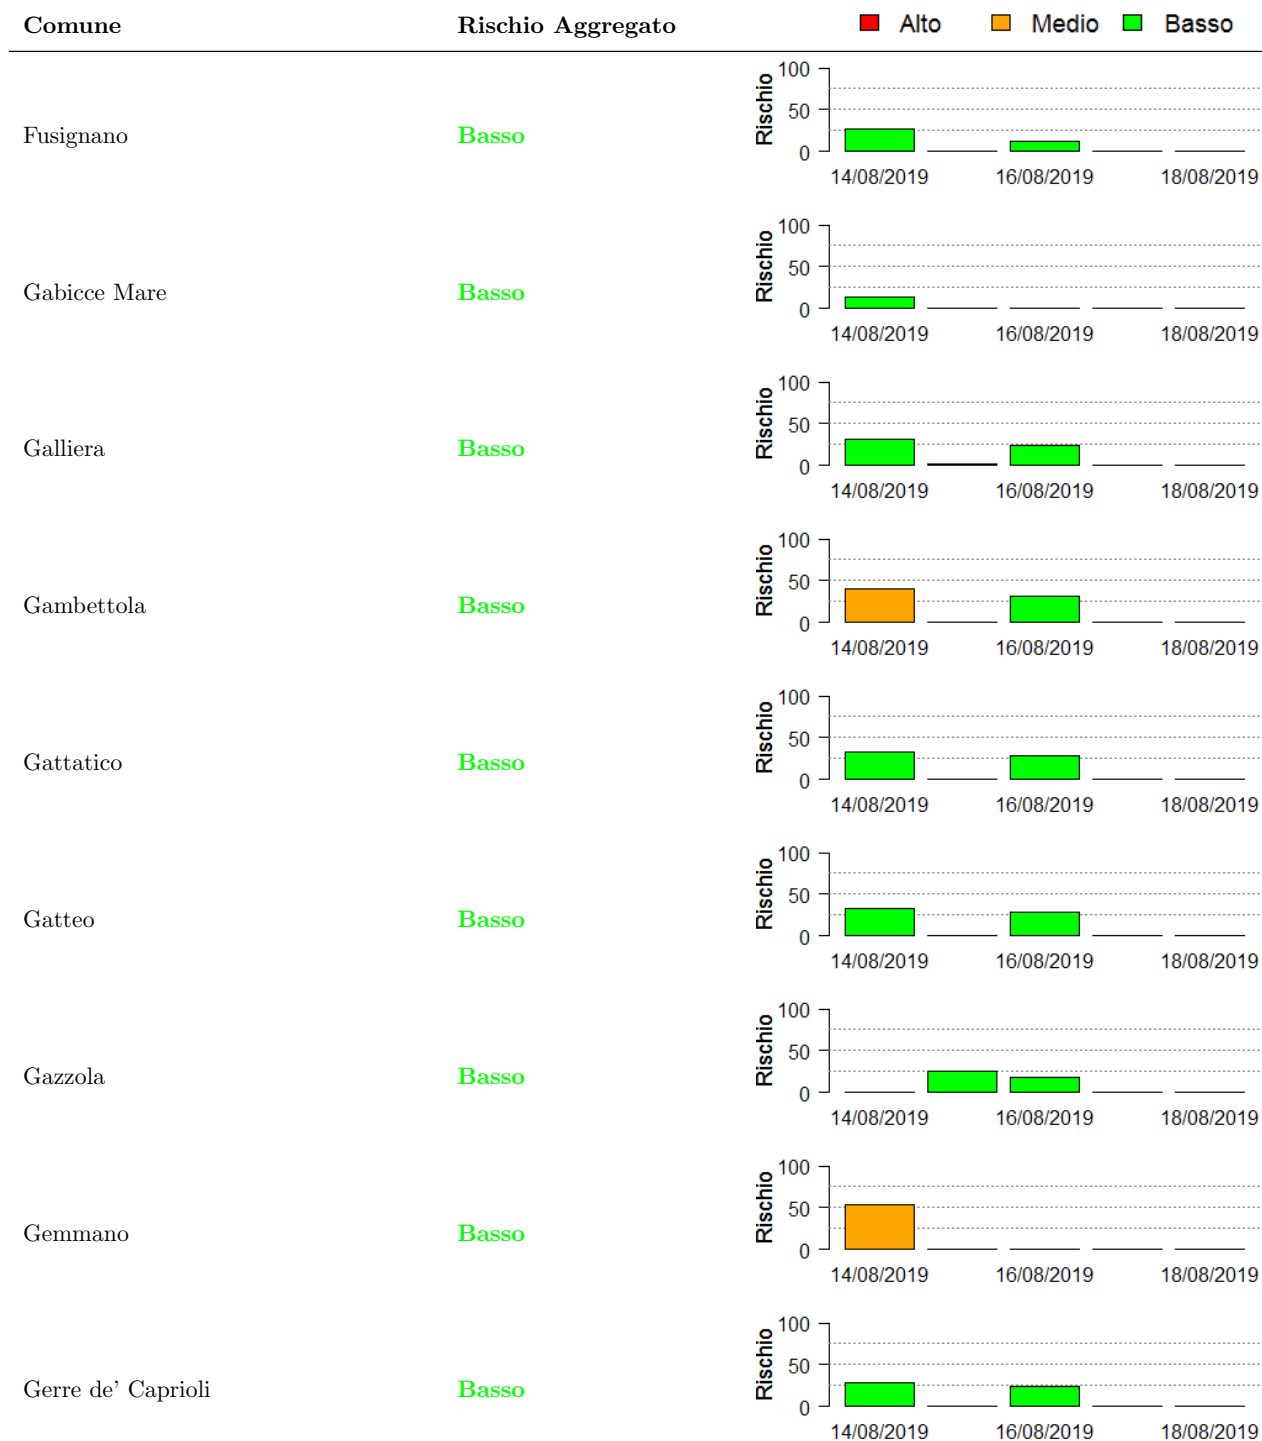 Comune Rischio Aggregato Alto Medio Basso
Fusignano Basso
Rischio
100
50
0
14/08/2019 16/08/2019 18/08/2019
Gabicce Mare Basso
Rischio
100
50
0
14/08/2019 16/08/2019 18/08/2019
Galliera Basso
Rischio
100
50
0
14/08/2019 16/08/2019 18/08/2019
Gambettola Basso
Rischio
100
50
0
14/08/2019 16/08/2019 18/08/2019
Gattatico Basso
Rischio
100
50
0
14/08/2019 16/08/2019 18/08/2019
Gatteo Basso
Rischio
100
50
0
14/08/2019 16/08/2019 18/08/2019
Gazzola Basso
Rischio
100
50
0
14/08/2019 16/08/2019 18/08/2019
Gemmano Basso
Rischio
100
50
0
14/08/2019 16/08/2019 18/08/2019
Gerre de' Caprioli Basso
Rischio
100
50
0
14/08/2019 16/08/2019 18/08/2019